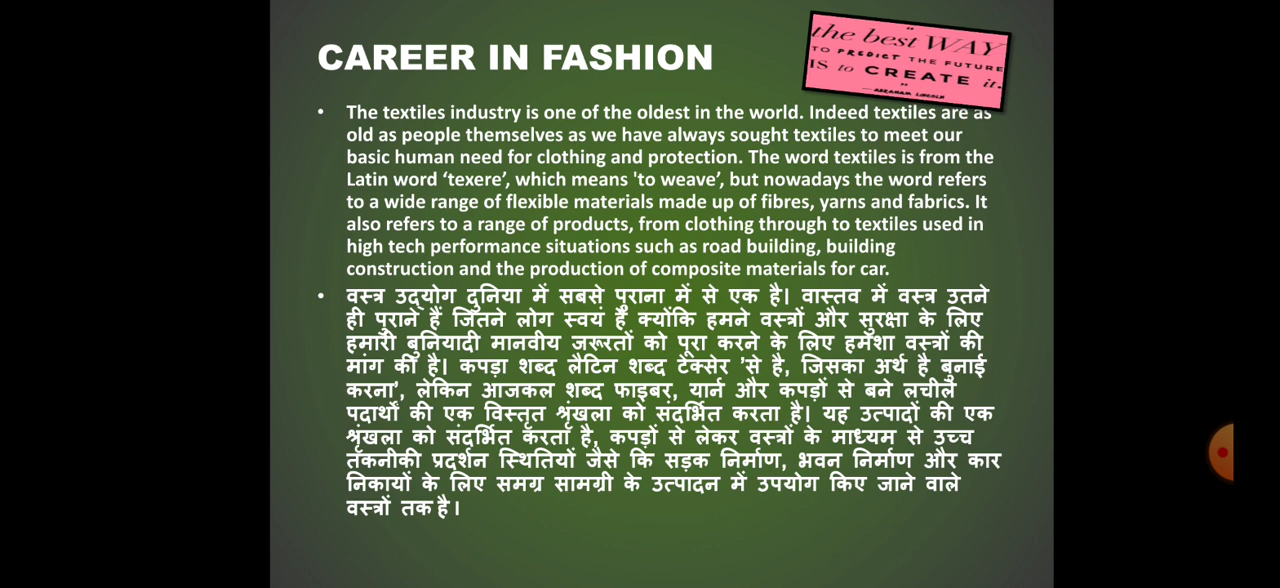 CAREER IN FASHION
“
the best WAY
TO PREDICT THE FUTURE
IS to CREATE it.
”
— ABRAHAM LINCOLN
• The textiles industry is one of the oldest in the world. Indeed textiles are as
old as people themselves as we have always sought textiles to meet our
basic human need for clothing and protection. The word textiles is from the
Latin word ‘texere’, which means 'to weave’, but nowadays the word refers
to a wide range of flexible materials made up of fibres, yarns and fabrics. It
also refers to a range of products, from clothing through to textiles used in
high tech performance situations such as road building, building
construction and the production of composite materials for car.
• वस्त्र उद्योग दुनिया में सबसे पुराना में से एक है। वास्तव में वस्त्र उतने
ही पुराने हैं जितने लोग स्वयं हैं क्योंकि हमने वस्त्रों और सुरक्षा के लिए
हमारी बुनियादी मानवीय जरूरतों को पूरा करने के लिए हमेशा वस्त्रों की
मांग की है। कपड़ा शब्द लैटिन शब्द टेक्सेर ’से है, जिसका अर्थ है बुनाई
करना’, लेकिन आजकल शब्द फाइबर, यार्न और कपड़ों से बने लचीले
पदार्थों की एक विस्तृत श्रृंखला को संदर्भित करता है। यह उत्पादों की एक
श्रृंखला को संदर्भित करता है, कपड़ों से लेकर वस्त्रों के माध्यम से उच्च
तकनीकी प्रदर्शन स्थितियों जैसे कि सड़क निर्माण, भवन निर्माण और कार
निकायों के लिए समग्र सामग्री के उत्पादन में उपयोग किए जाने वाले
वस्त्रों तक है।